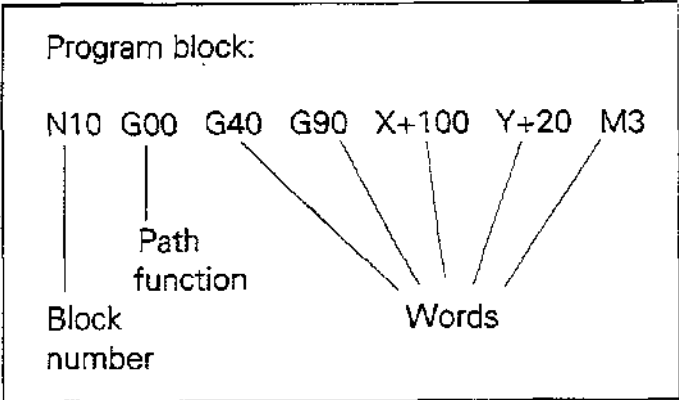 Program block:
N10 G00 G40 G90 X+100 Y+20 M3
Path
function
Block
number
Words